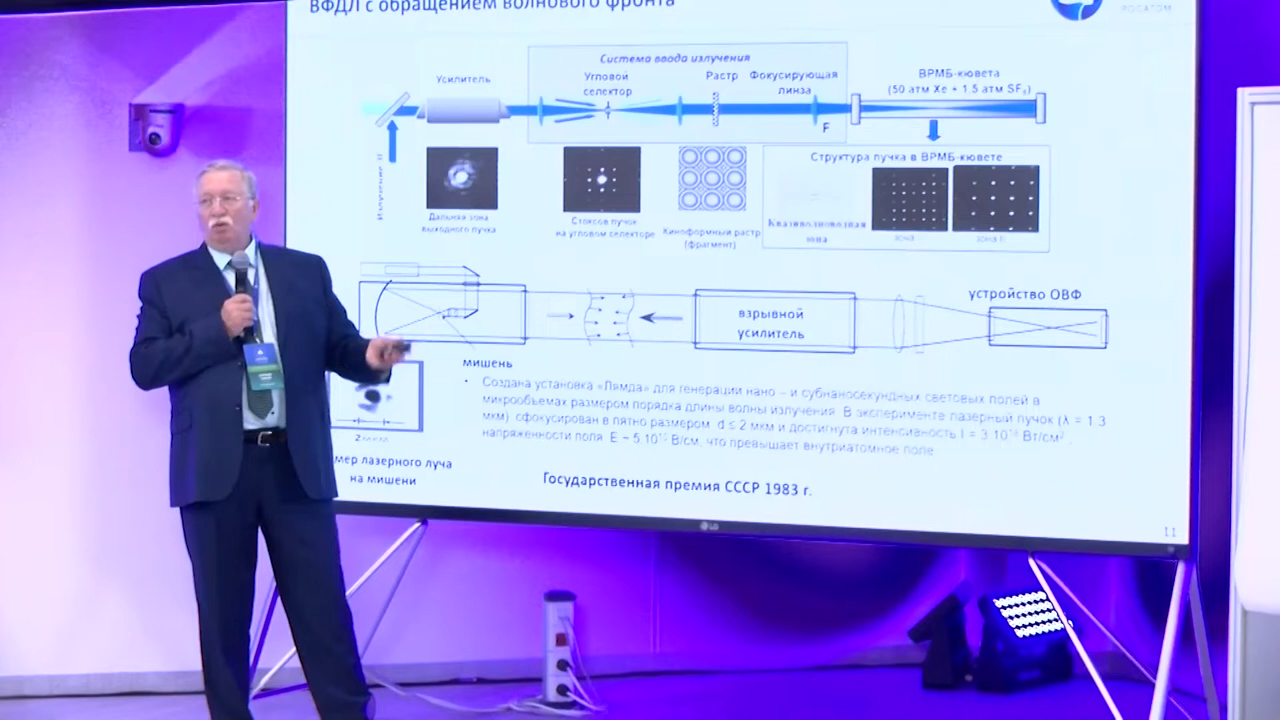 ВФДЛ с обращением волнового фронта
РОСАТОМ
Система ввода излучения
Усилитель
Угловой
селектор
Растр
Фокусирующая
линза
ВРМБ-кювета
(50 атм Xe + 1.5 атм SF₆)
F
Структура пучка в ВРМБ-кювете
Дальняя зона
выходного пучка
Стоксов пучок
на угловом селекторе
Киноформный растр
(фрагмент)
зона
зона
устройство ОВФ
взрывной
усилитель
мишень
• Создана установка «Лямда» для генерации нано – и субнаносекундных световых полей в
микрообъемах размером порядка длины волны излучения. В эксперименте лазерный пучок (λ = 1.3
мкм) сфокусирован в пятно размером d ≤ 2 мкм и достигнута интенсивность I = 3
Вт/см²,
напряженности поля E ~ 5
В/см, что превышает внутриатомное поле
2 мкм
мер лазерного луча
на мишени
Государственная премия СССР 1983 г.
LG
11